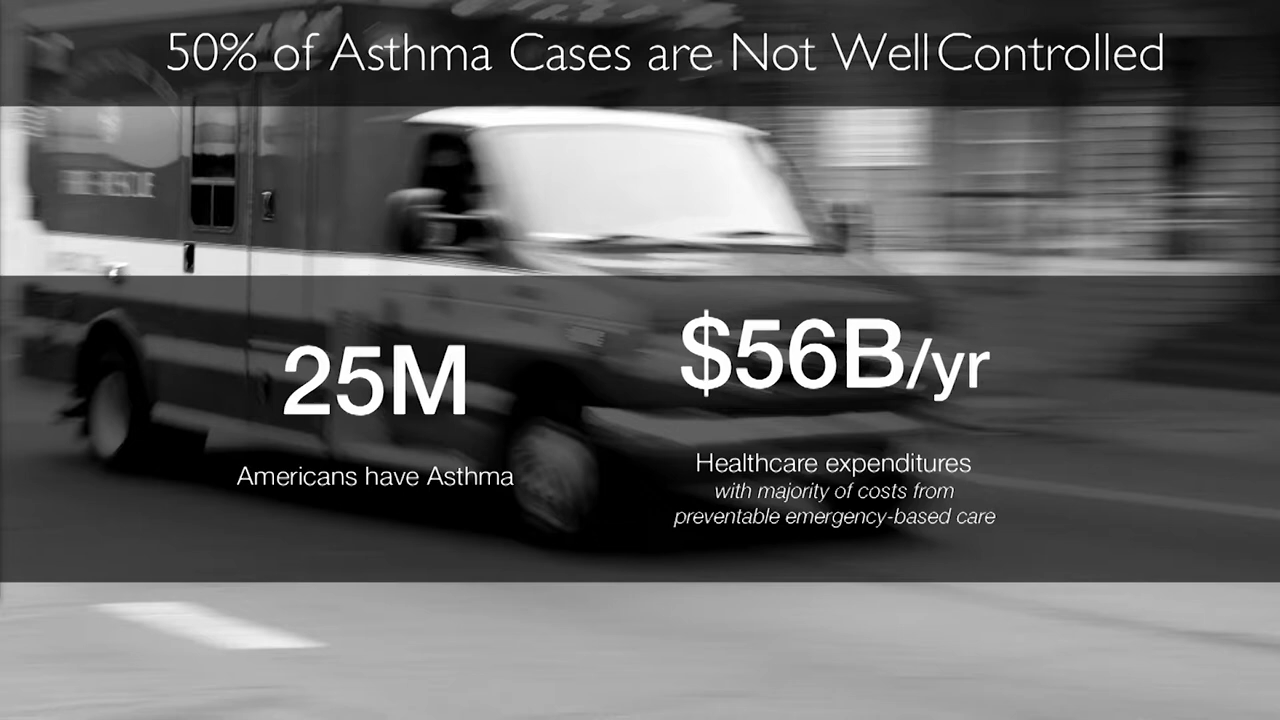 50% of Asthma Cases are Not Well Controlled
25M
Americans have Asthma
$56B/yr
Healthcare expenditures
with majority of costs from
preventable emergency-based care